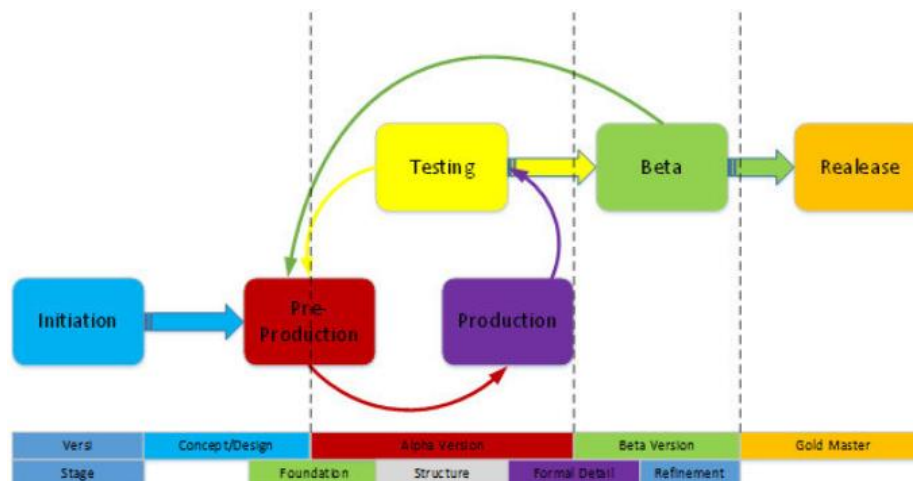 Testing
Beta
Realease
Initiation
Pre-
Production
Production
Versi
Concept/Design
Alpha Version
Beta Version
Gold Master
Stage
Foundation
Structure
Formal Detail
Refinement